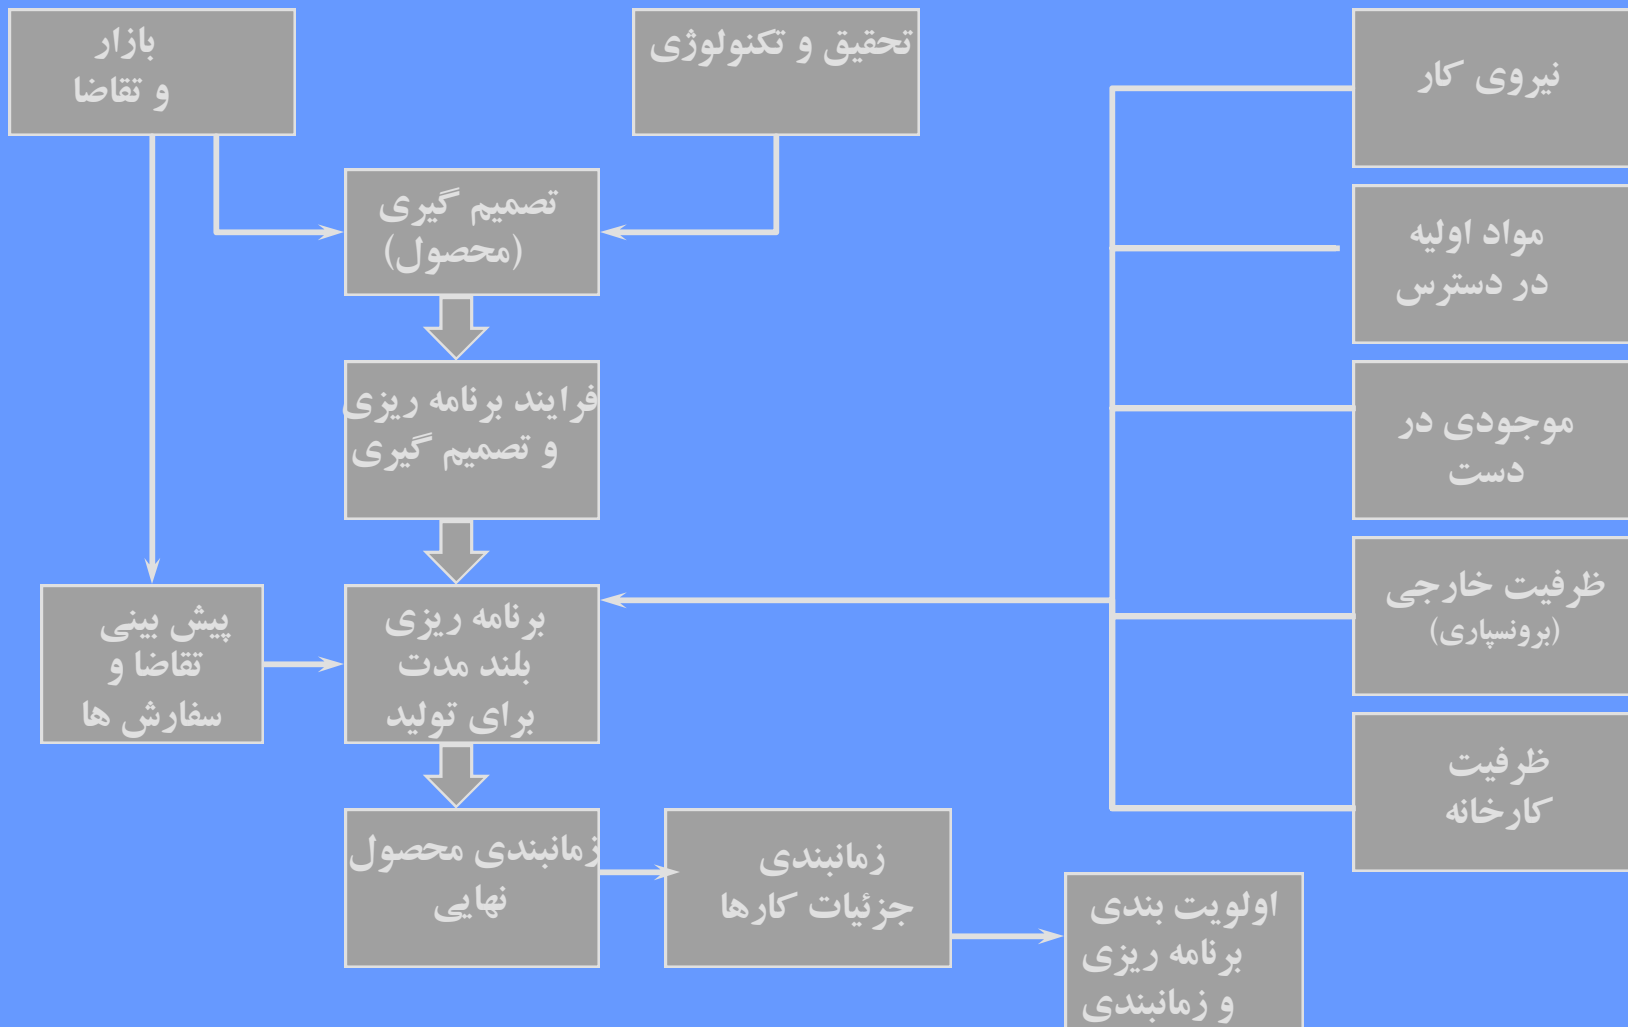 بازار
و تقاضا
تحقیق و تکنولوژی
نیروی کار
تصمیم گیری
(محصول)
مواد اولیه
در دسترس
فرایند برنامه ریزی
و تصمیم گیری
موجودی در
دست
پیش بینی
تقاضا و
سفارش ها
برنامه ریزی
بلند مدت
برای تولید
ظرفیت خارجی
(برونسپاری)
ظرفیت
کارخانه
زمانبندی محصول
نهایی
زمانبندی
جزئیات کارها
اولویت بندی
برنامه ریزی
و زمانبندی